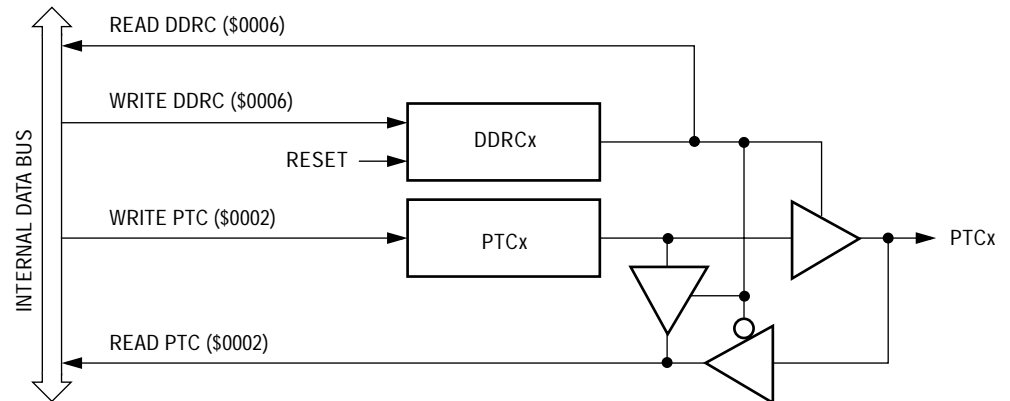 READ DDRC ($0006)
WRITE DDRC ($0006)
DDRCx
RESET
WRITE PTC ($0002)
PTCx
PTCx
READ PTC ($0002)
INTERNAL DATA BUS